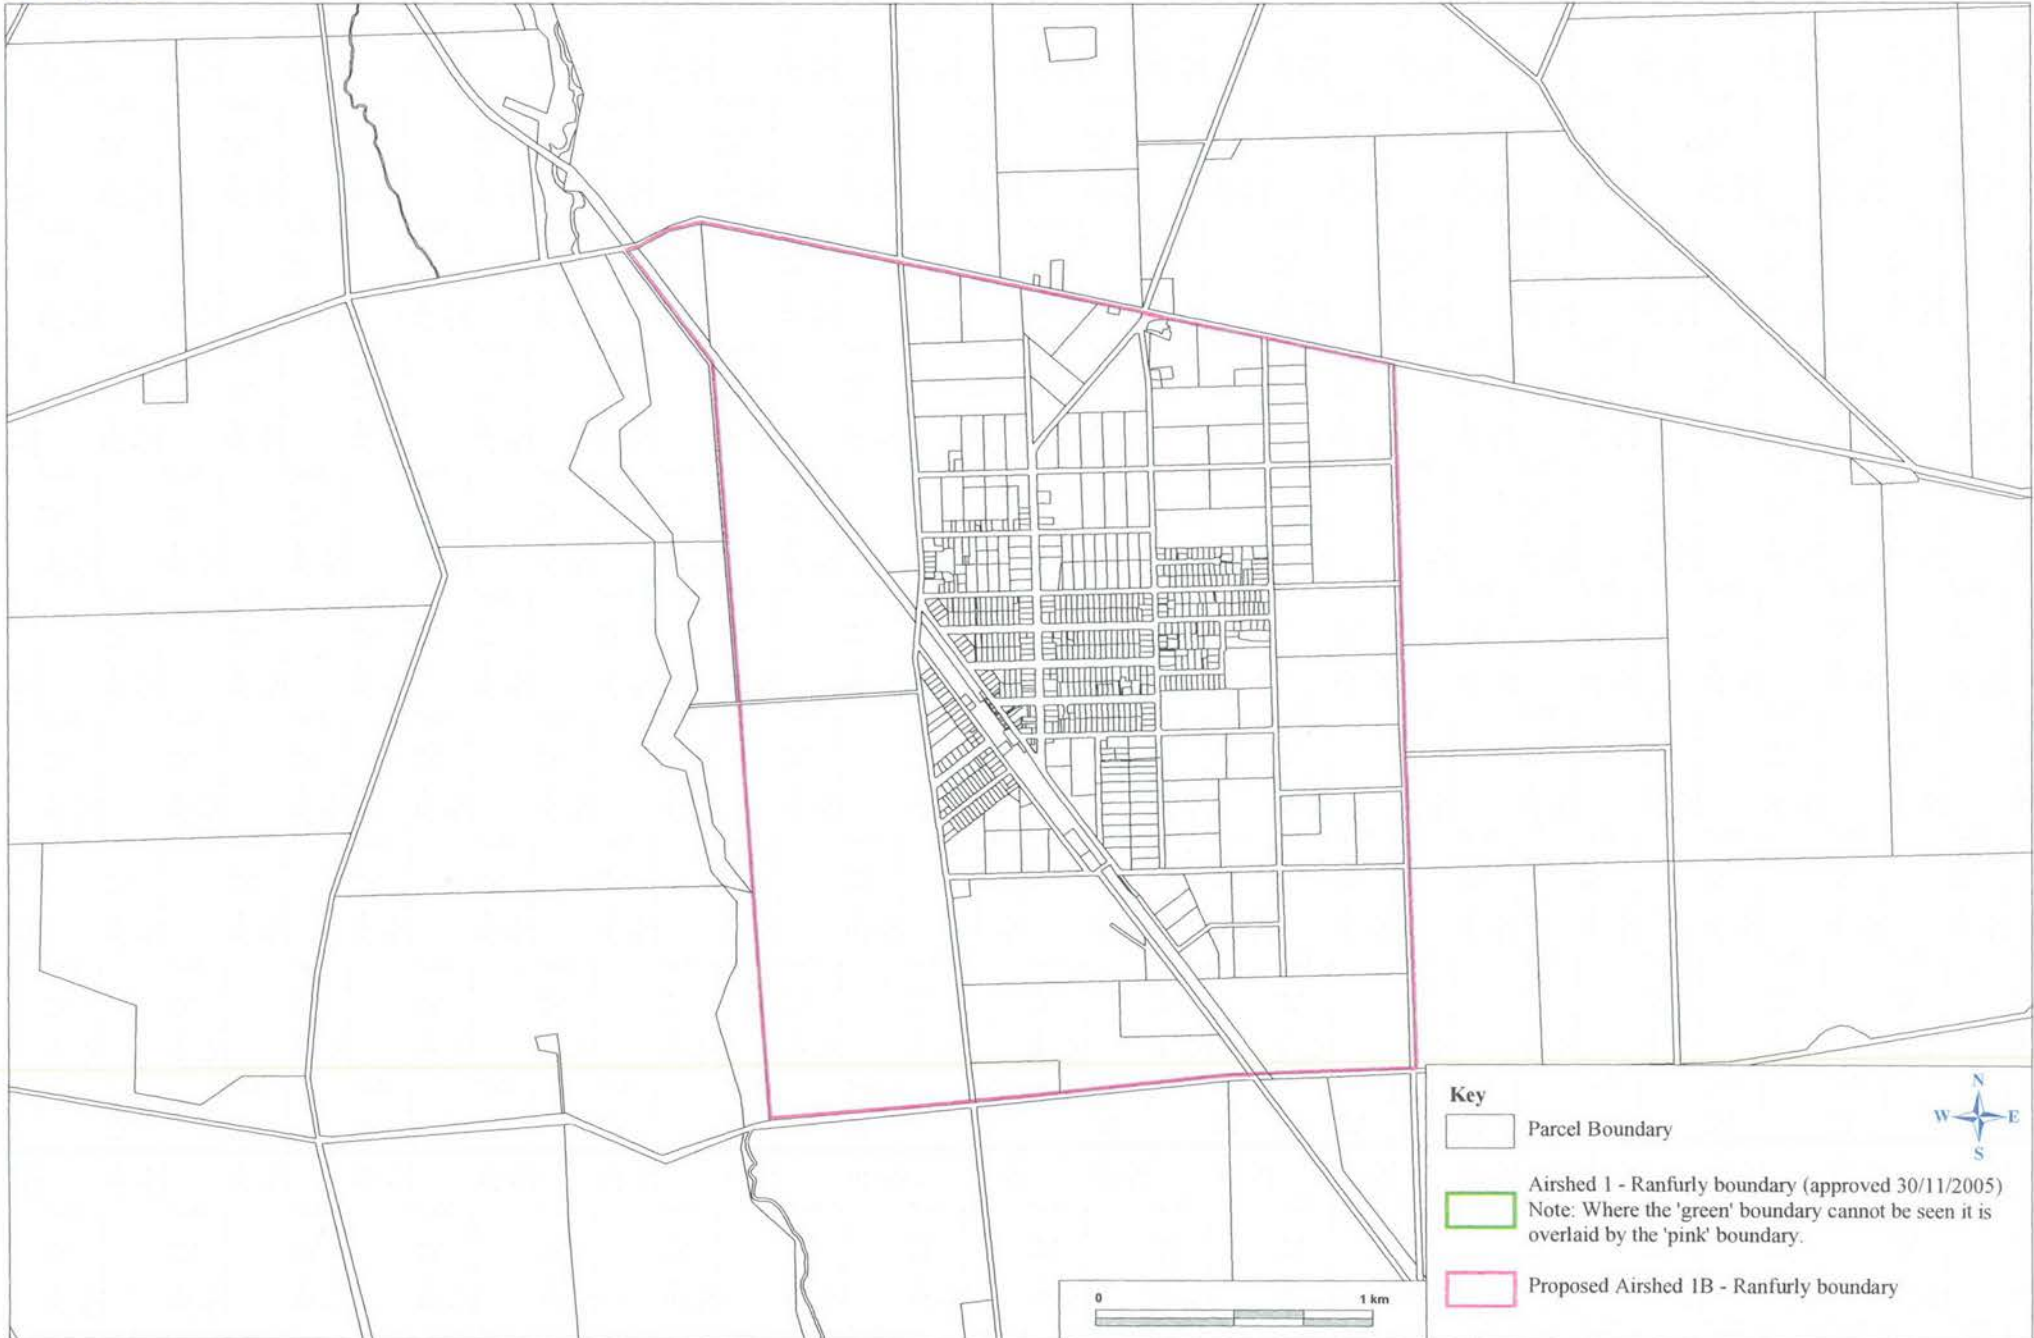 Key
N
W E
S
Parcel Boundary
Airshed 1 - Ranfurly boundary (approved 30/11/2005)
Note: Where the 'green' boundary cannot be seen it is
overlaid by the 'pink' boundary.
Proposed Airshed 1B - Ranfurly boundary
0 1 km